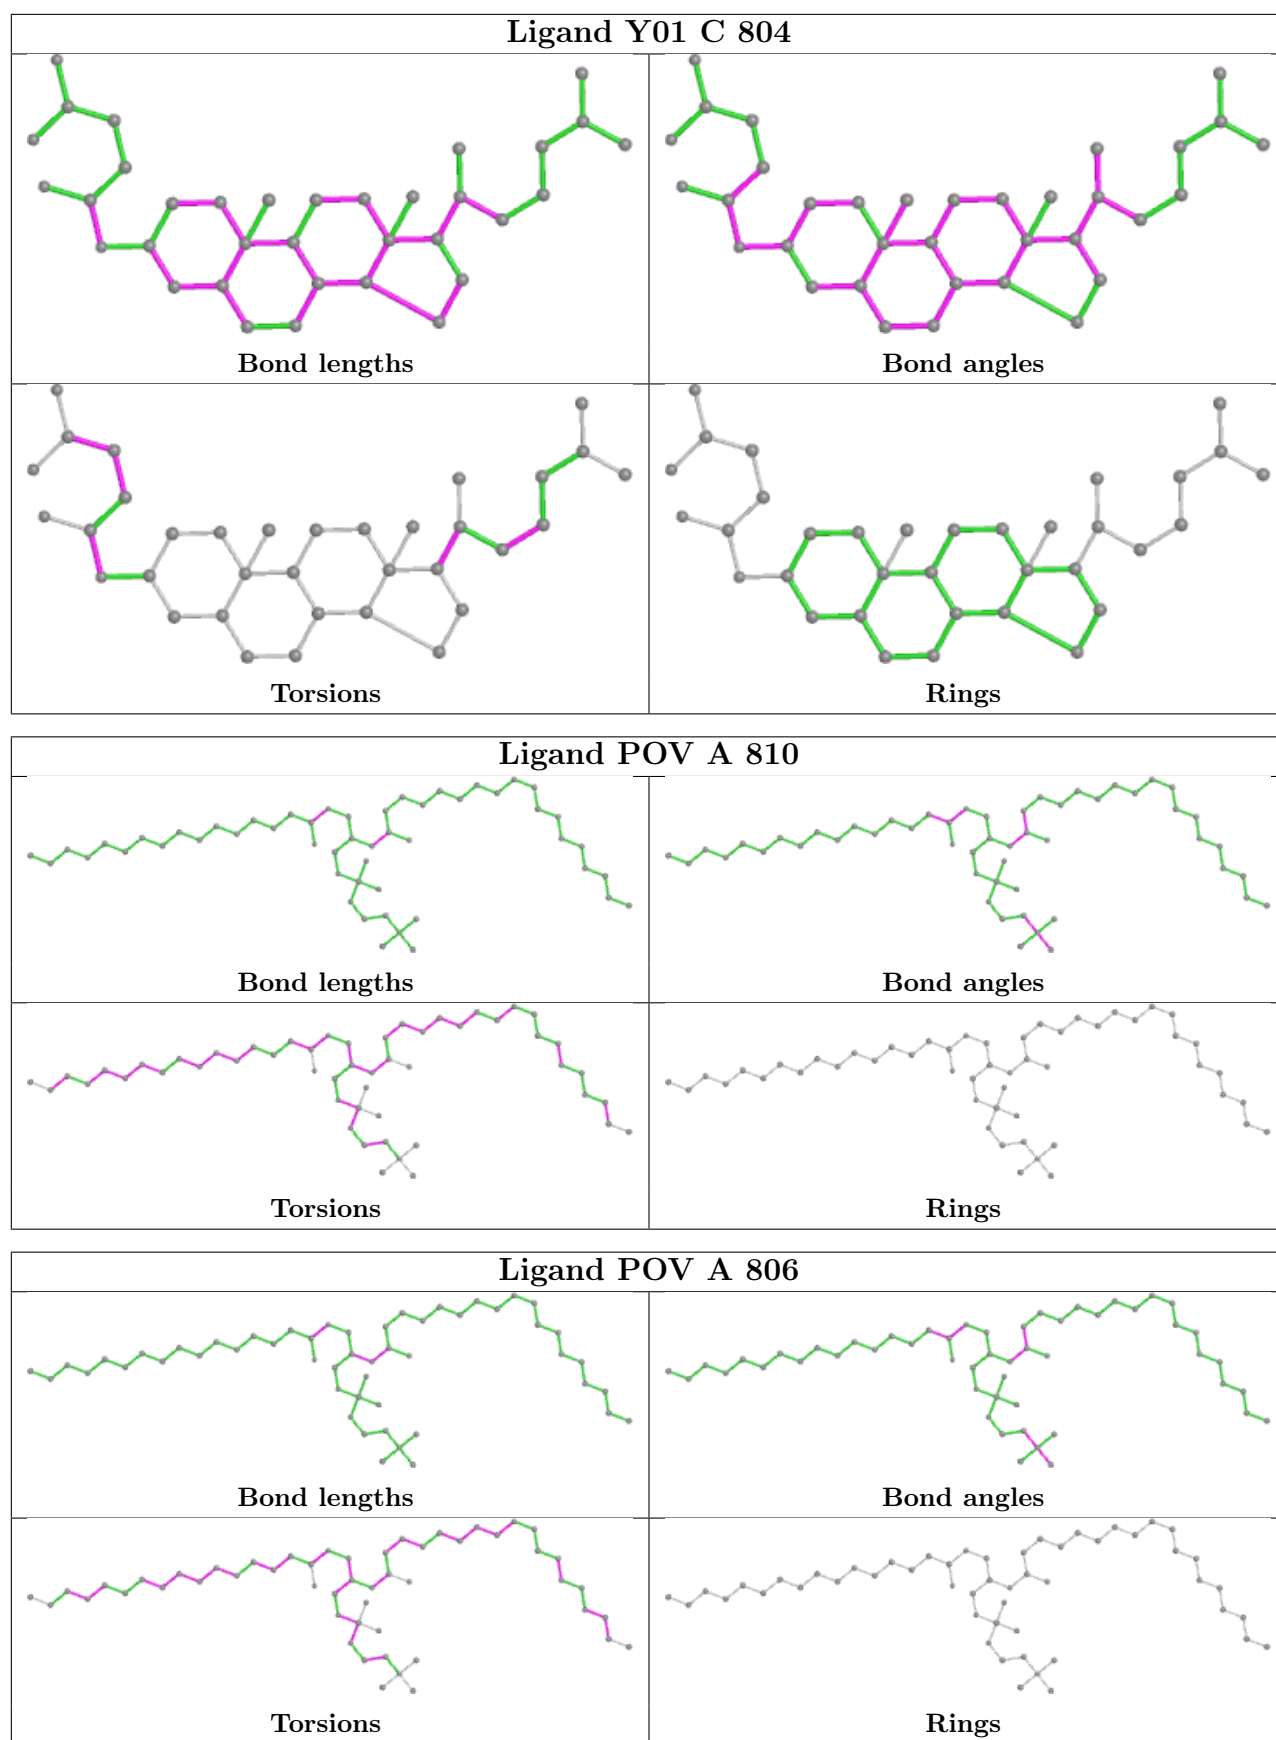 Ligand Y01 C 804
Bond lengths
Bond angles
Torsions
Rings
Ligand POV A 810
Bond lengths
Bond angles
Torsions
Rings
Ligand POV A 806
Bond lengths
Bond angles
Torsions
Rings